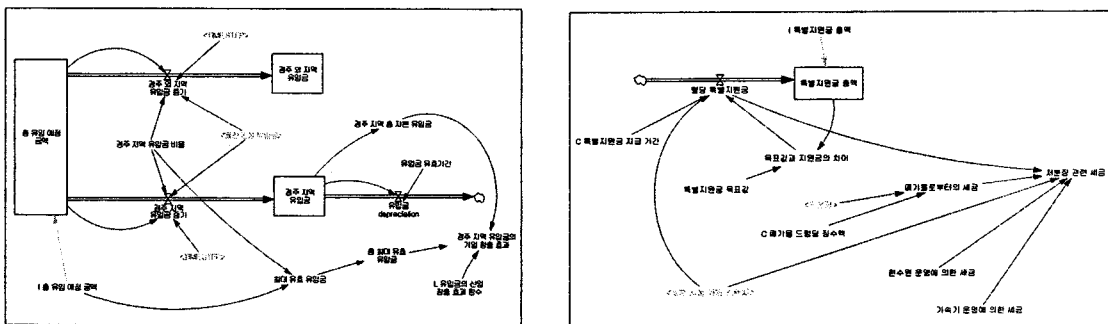 경주 외 지역
유입금
경주 외 지역
유입금 증가
총 유입 예정
금액
경주 지역 유입금 비율
경주 지역 총 자본 유입금
유입금 유효기간
경주 지역
유입금
유입금
depreciation
경주 지역
유입금 증가
경주 지역 유입금의
기업 창출 효과
총 최대 유효
유입금
최대 유효 유입금
I 총 유입 예정 금액
L 유입금의 산업
창출 효과 함수
I 특별지원금 총액
특별지원금 총액
월당 특별지원금
C 특별지원금 지급 기간
목표값과 지원금의 차이
특별지원금 목표값
처분장 관련 세금
폐기물로부터의 세금
C 폐기물 드럼당 징수액
한수원 운영에 의한 세금
가속기 운영에 의한 세금